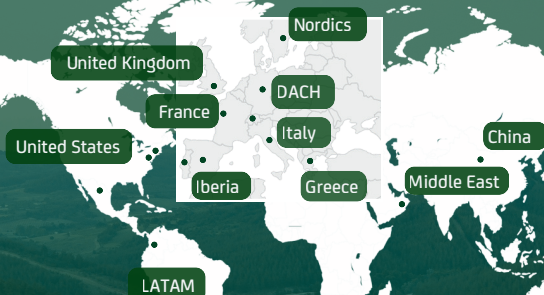 Nordics
United Kingdom
DACH
France
Italy
China
United States
Iberia
Greece
Middle East
LATAM